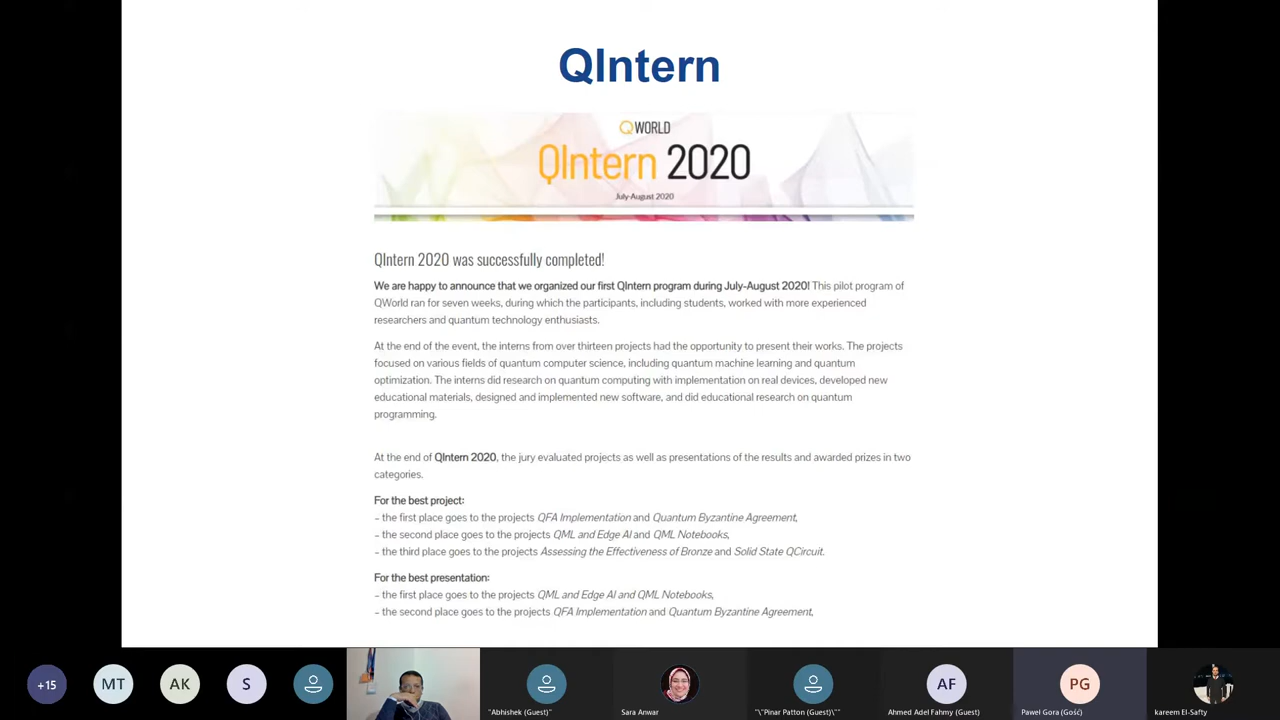 QIntern
QWORLD
QIntern 2020
July-August 2020
QIntern 2020 was successfully completed!
We are happy to announce that we organized our first QIntern program during July-August 2020! This pilot program of
QWorld ran for seven weeks, during which the participants, including students, worked with more experienced
researchers and quantum technology enthusiasts.
At the end of the event, the interns from over thirteen projects had the opportunity to present their works. The projects
focused on various fields of quantum computer science, including quantum machine learning and quantum
optimization. The interns did research on quantum computing with implementation on real devices, developed new
educational materials, designed and implemented new software, and did educational research on quantum
programming.
At the end of QIntern 2020, the jury evaluated projects as well as presentations of the results and awarded prizes in two
categories.
For the best project:
– the first place goes to the projects QFA Implementation and Quantum Byzantine Agreement,
– the second place goes to the projects QML and Edge AI and QML Notebooks,
– the third place goes to the projects Assessing the Effectiveness of Bronze and Solid State QCircuit.
For the best presentation:
– the first place goes to the projects QML and Edge AI and QML Notebooks,
– the second place goes to the projects QFA Implementation and Quantum Byzantine Agreement,
+15
MT
AK
S
AF
PG
"Abhishek (Guest)"
Sara Anwar
"\"Pinar Patton (Guest)\""
Ahmed Adel Fahmy (Guest)
Paweł Gora (Gość)
kareem El-Safty